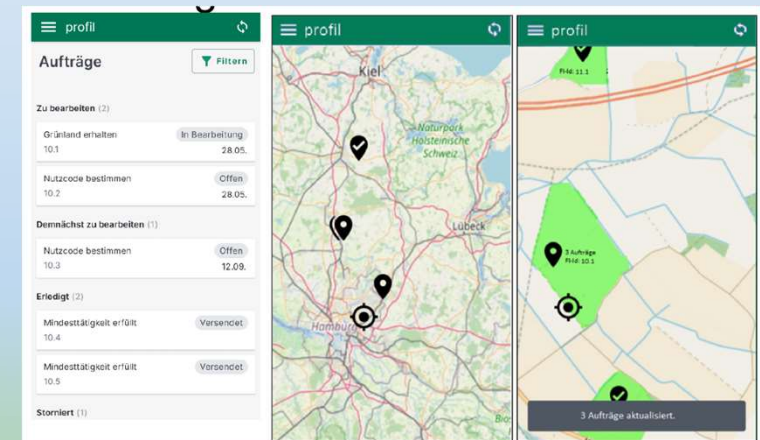 profil
Aufträge
Filtern
Zu bearbeiten (2)
Grünland erhalten In Bearbeitung
10.1 28.05.
Nutzcode bestimmen Offen
10.2 28.05.
Demnächst zu bearbeiten (1)
Nutzcode bestimmen Offen
10.3 12.09.
Erledigt (2)
Mindesttätigkeit erfüllt Versendet
10.4
Mindesttätigkeit erfüllt Versendet
10.5
Storniert (1)
profil
Kiel
Naturpark
Holsteinische
Schweiz
Lübeck
Hamburg
profil
Fl-Id: 11.1
3 Aufträge
Fl-Id: 10.1
3 Aufträge aktualisiert.